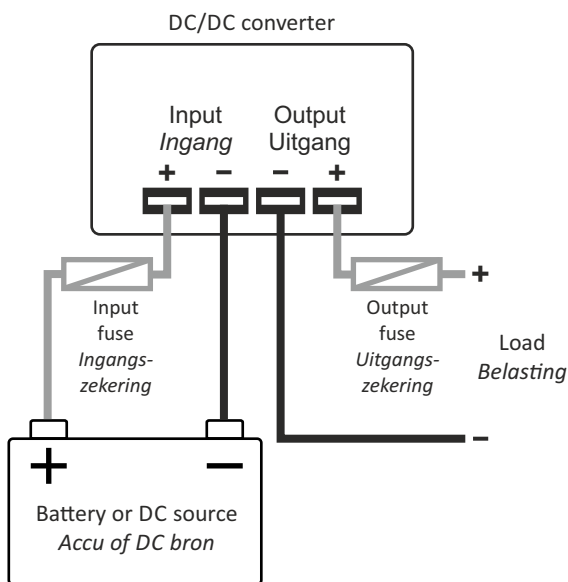 DC/DC converter
Input Output
Ingang Uitgang
+ − − +
Input
fuse
Ingangs-
zekering
Output
fuse
Uitgangs-
zekering
+
Load
Belasting
−
+ −
Battery or DC source
Accu of DC bron